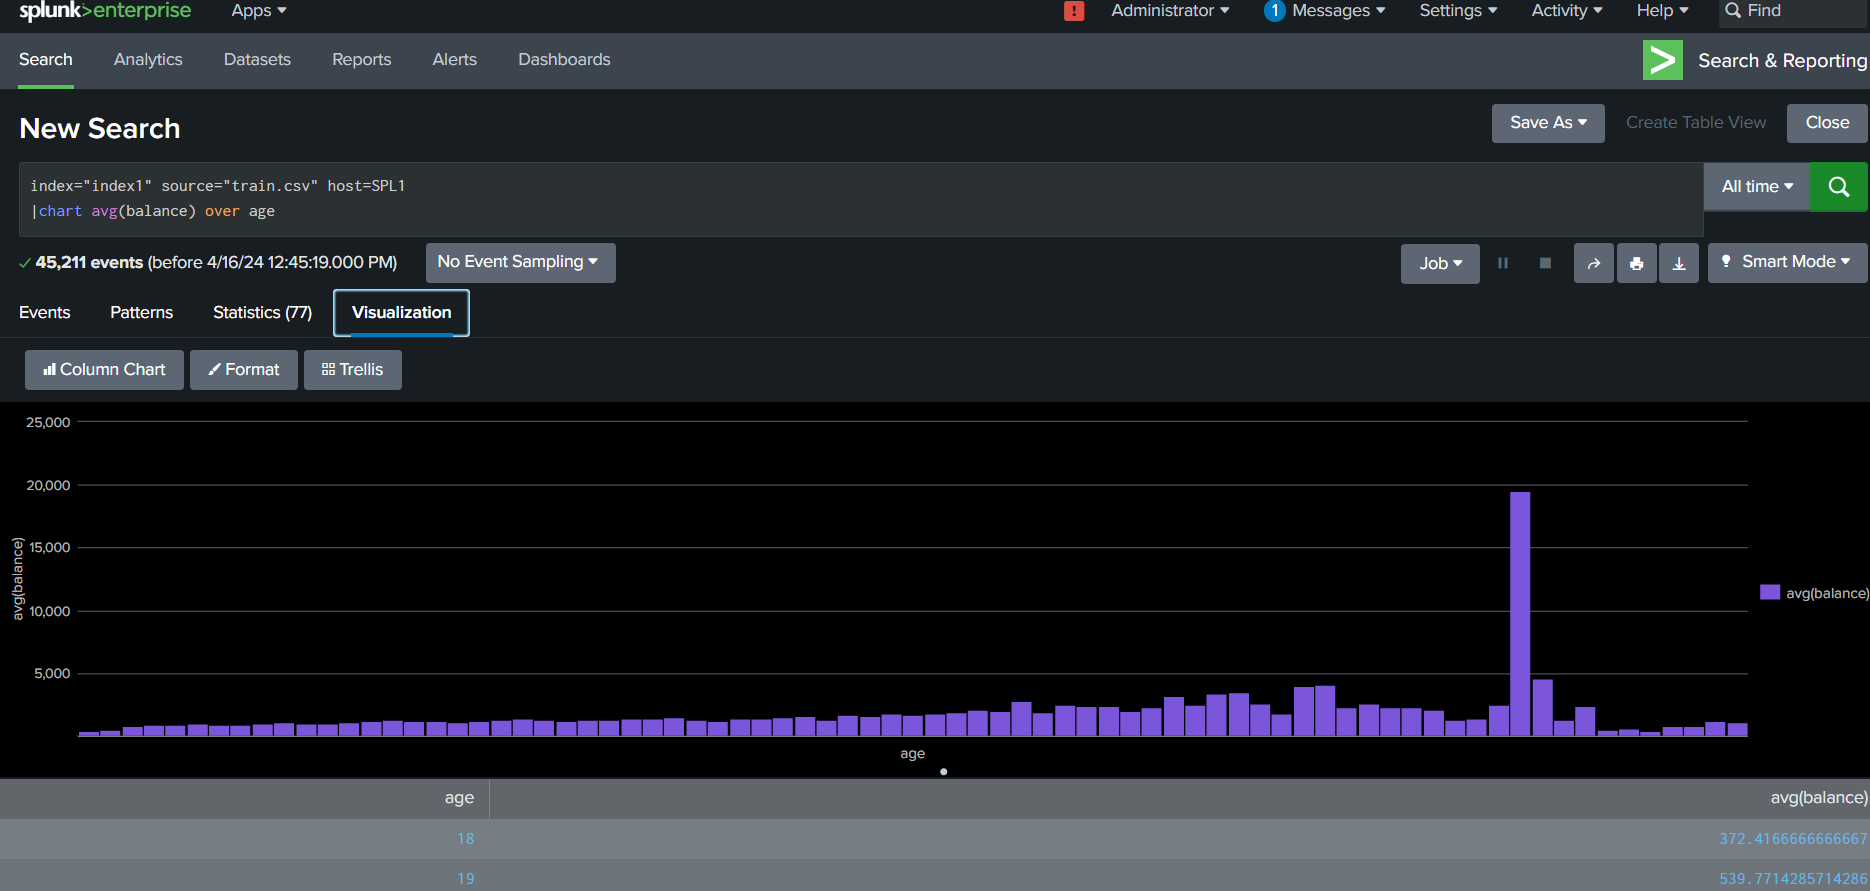 splunk>enterprise Apps Administrator 1 Messages Settings Activity Help Find
Search Analytics Datasets Reports Alerts Dashboards Search & Reporting
New Search Save As Create Table View Close
index="index1" source="train.csv" host=SPL1 All time
|chart avg(balance) over age
45,211 events (before 4/16/24 12:45:19.000 PM) No Event Sampling Job Smart Mode
Events Patterns Statistics (77) Visualization
Column Chart Format Trellis
25,000
20,000
15,000
10,000
5,000
avg(balance)
avg(balance)
age
age avg(balance)
18 372.4166666666667
19 539.7714285714286